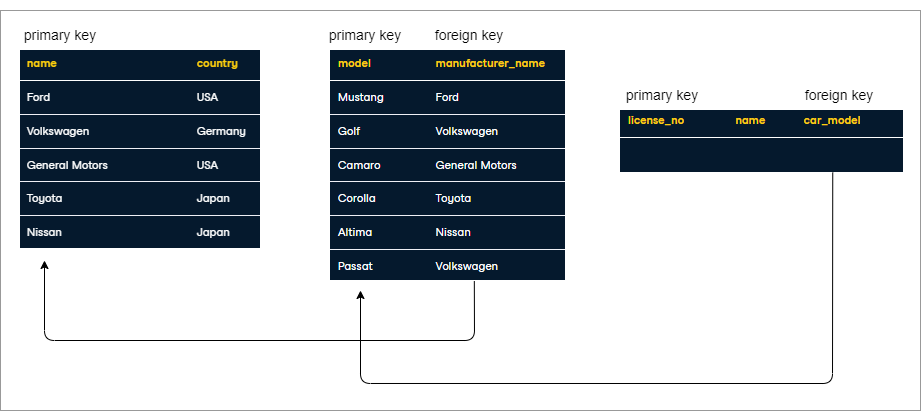 primary key
name country
Ford USA
Volkswagen Germany
General Motors USA
Toyota Japan
Nissan Japan
primary key foreign key
model manufacturer_name
Mustang Ford
Golf Volkswagen
Camaro General Motors
Corolla Toyota
Altima Nissan
Passat Volkswagen
primary key foreign key
license_no name car_model